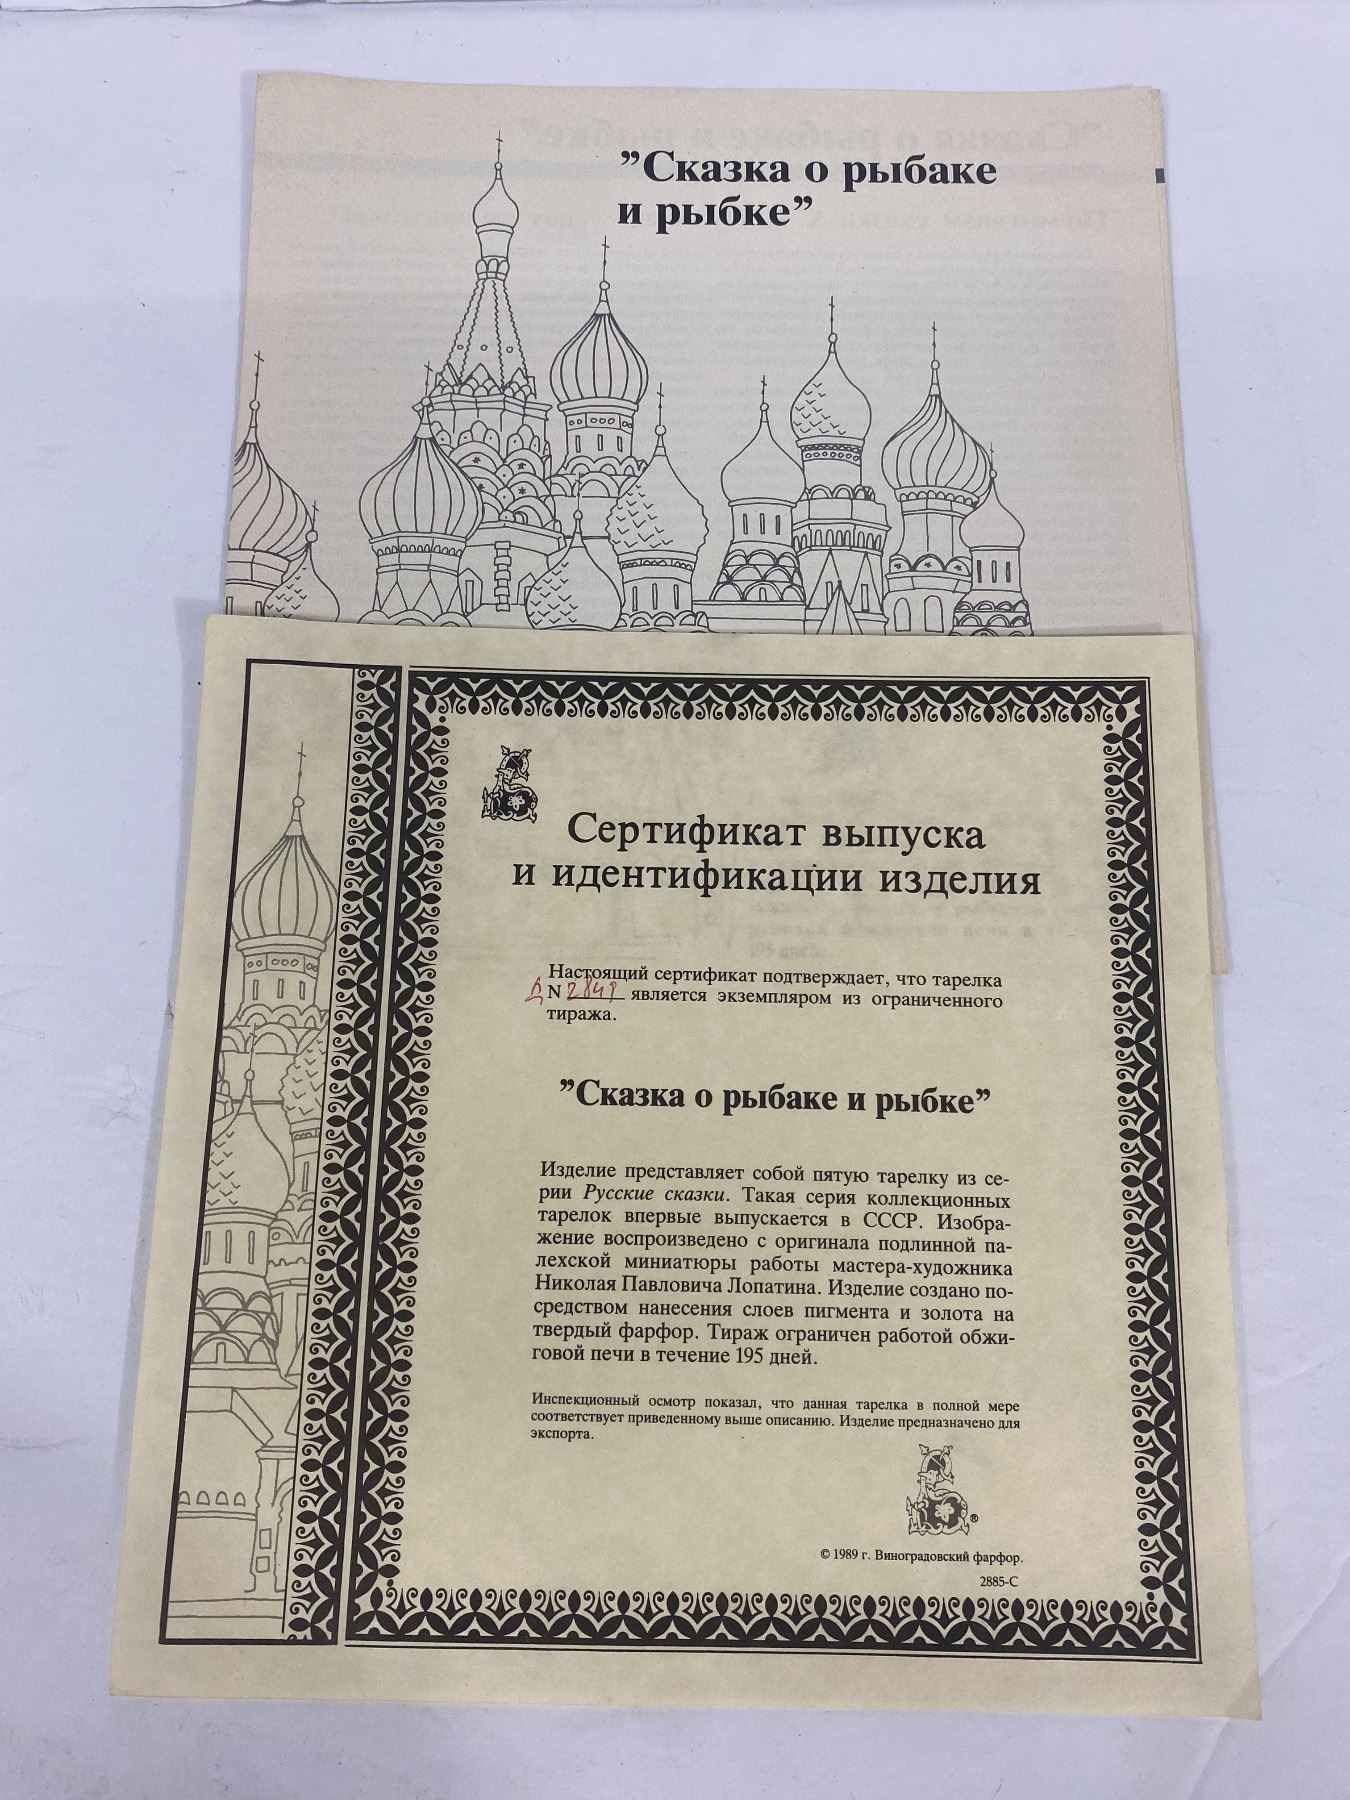 ”Сказка о рыбаке
и рыбке”
Сертификат выпуска
и идентификации изделия
Настоящий сертификат подтверждает, что тарелка
N является экземпляром из ограниченного
тиража.
”Сказка о рыбаке и рыбке”
Изделие представляет собой пятую тарелку из се-
рии Русские сказки. Такая серия коллекционных
тарелок впервые выпускается в СССР. Изобра-
жение воспроизведено с оригинала подлинной па-
лехской миниатюры работы мастера-художника
Николая Павловича Лопатина. Изделие создано по-
средством нанесения слоев пигмента и золота на
твердый фарфор. Тираж ограничен работой обжи-
говой печи в течение 195 дней.
Инспекционный осмотр показал, что данная тарелка в полной мере
соответствует приведенному выше описанию. Изделие предназначено для
экспорта.
®
© 1989 г. Виноградовский фарфор.
2885-С